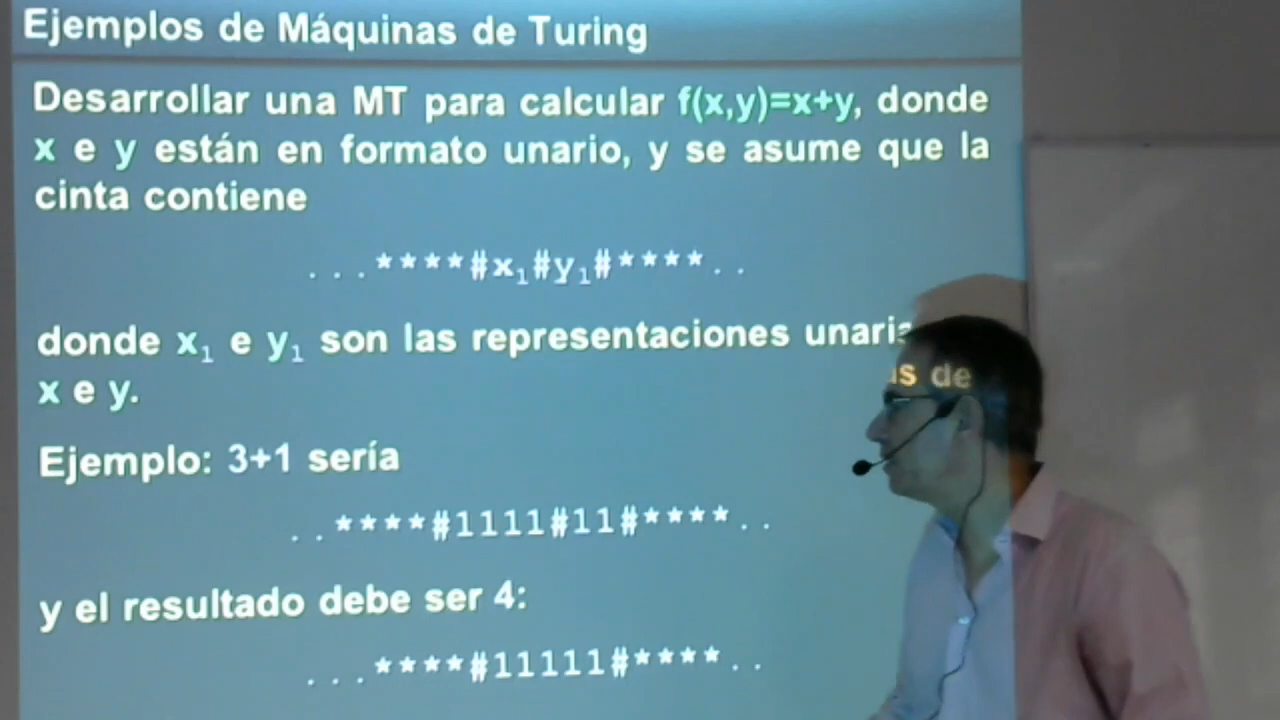 Ejemplos de Máquinas de Turing
Desarrollar una MT para calcular f(x,y)=x+y, donde
x e y están en formato unario, y se asume que la
cinta contiene
...****#x₁#y₁#****..
donde x₁ e y₁ son las representaciones unarias de
x e y.
Ejemplo: 3+1 sería
..****#1111#11#****..
y el resultado debe ser 4:
...****#11111#****..